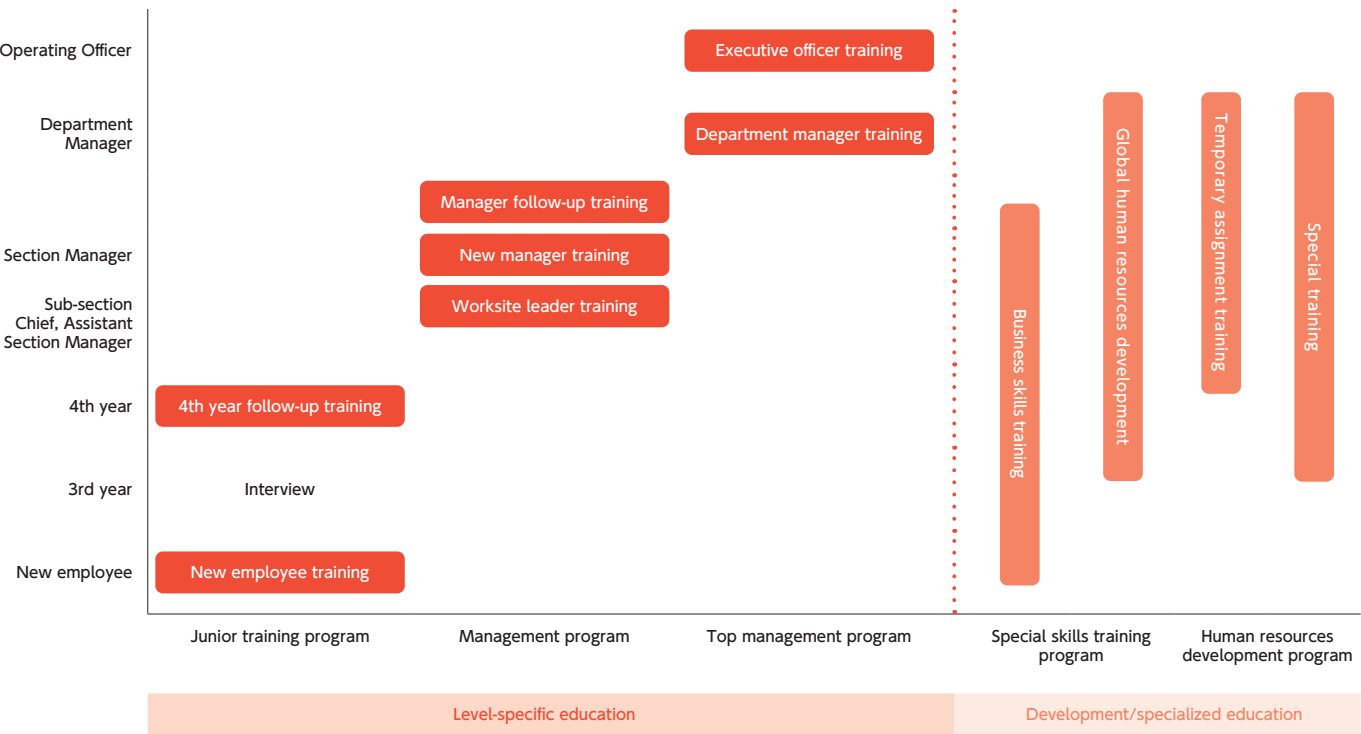 Operating Officer
Executive officer training
Department
Manager
Department manager training
Manager follow-up training
Section Manager
New manager training
Sub-section
Chief, Assistant
Section Manager
Worksite leader training
4th year
4th year follow-up training
3rd year
Interview
New employee
New employee training
Business skills training
Global human resources development
Temporary assignment training
Special training
Junior training program
Management program
Top management program
Special skills training
program
Human resources
development program
Level-specific education
Development/specialized education